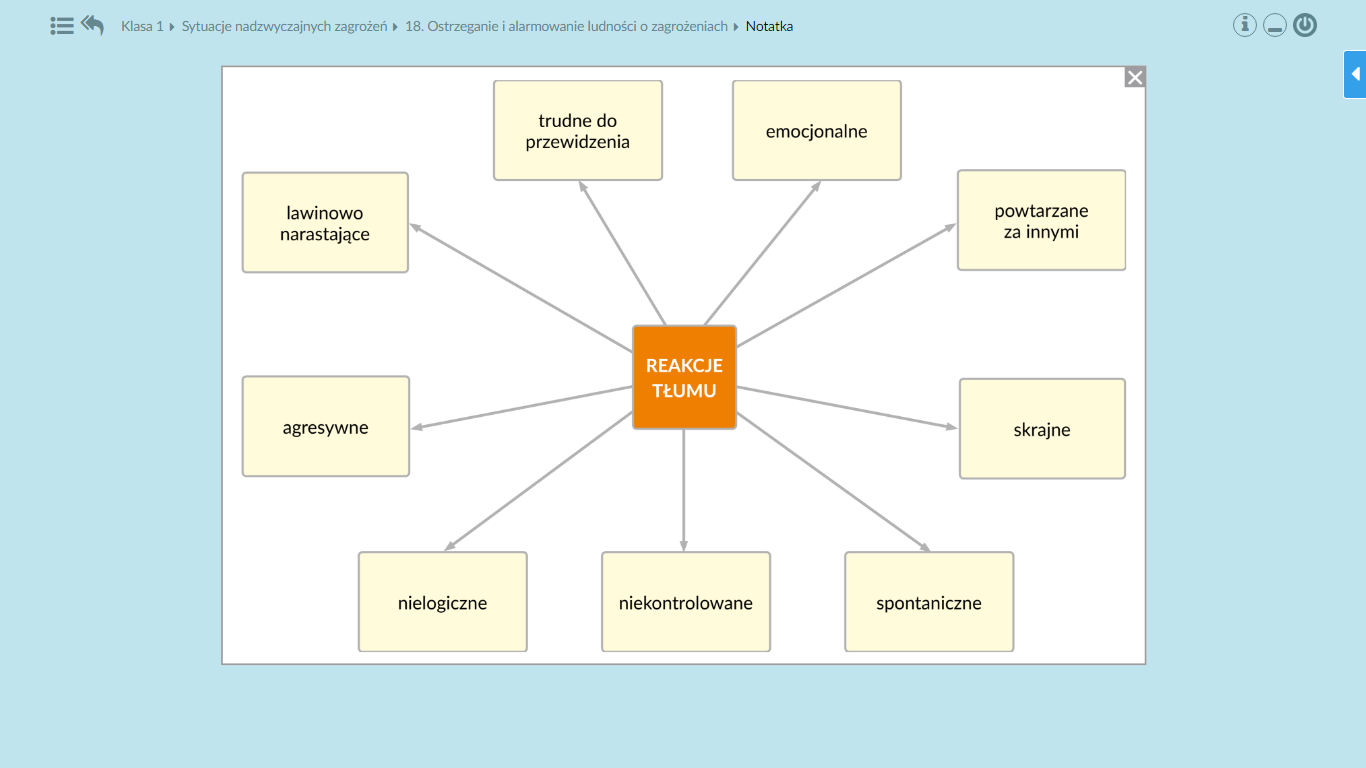 Klasa 1 Sytuacje nadzwyczajnych zagrożeń 18. Ostrzeganie i alarmowanie ludności o zagrożeniach Notatka
trudne do
przewidzenia
emocjonalne
lawinowo
narastające
powtarzane
za innymi
REAKCJE
TŁUMU
agresywne
skrajne
nielogiczne
niekontrolowane
spontaniczne